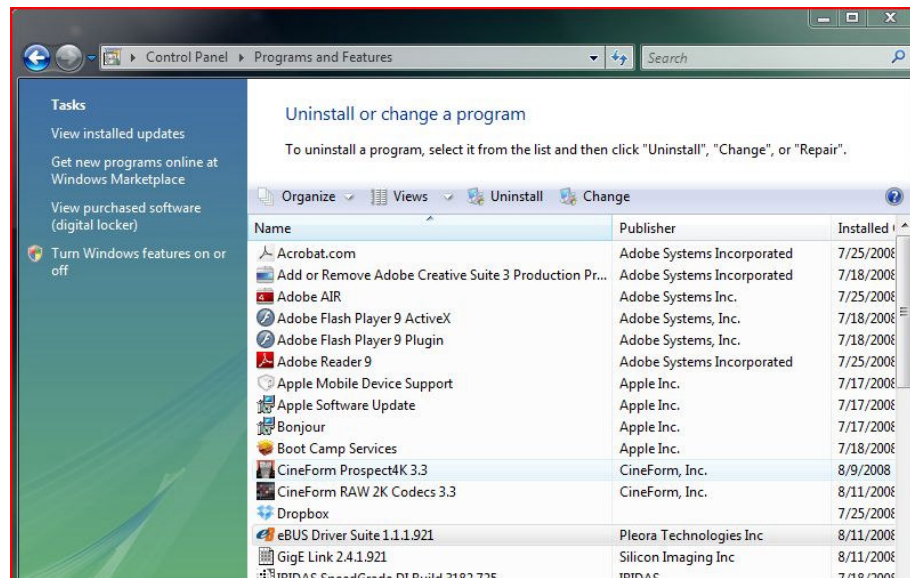 Control Panel Programs and Features Search
Tasks
View installed updates
Get new programs online at
Windows Marketplace
View purchased software
(digital locker)
Turn Windows features on or
off
Uninstall or change a program
To uninstall a program, select it from the list and then click "Uninstall", "Change", or "Repair".
Organize Views Uninstall Change
Name Publisher Installed
Acrobat.com Adobe Systems Incorporated 7/25/2008
Add or Remove Adobe Creative Suite 3 Production Pr... Adobe Systems Incorporated 7/18/2008
Adobe AIR Adobe Systems Inc. 7/25/2008
Adobe Flash Player 9 ActiveX Adobe Systems, Inc. 7/18/2008
Adobe Flash Player 9 Plugin Adobe Systems, Inc. 7/18/2008
Adobe Reader 9 Adobe Systems Incorporated 7/25/2008
Apple Mobile Device Support Apple Inc. 7/17/2008
Apple Software Update Apple Inc. 7/17/2008
Bonjour Apple Inc. 7/17/2008
Boot Camp Services Apple Inc. 7/18/2008
CineForm Prospect4K 3.3 CineForm, Inc. 8/9/2008
CineForm RAW 2K Codecs 3.3 CineForm, Inc. 8/11/2008
Dropbox 7/25/2008
eBUS Driver Suite 1.1.1.921 Pleora Technologies Inc 8/11/2008
GigE Link 2.4.1.921 Silicon Imaging Inc 8/11/2008
IRIDAS SpeedGrade DI Build 3182.725 IRIDAS 7/18/2008